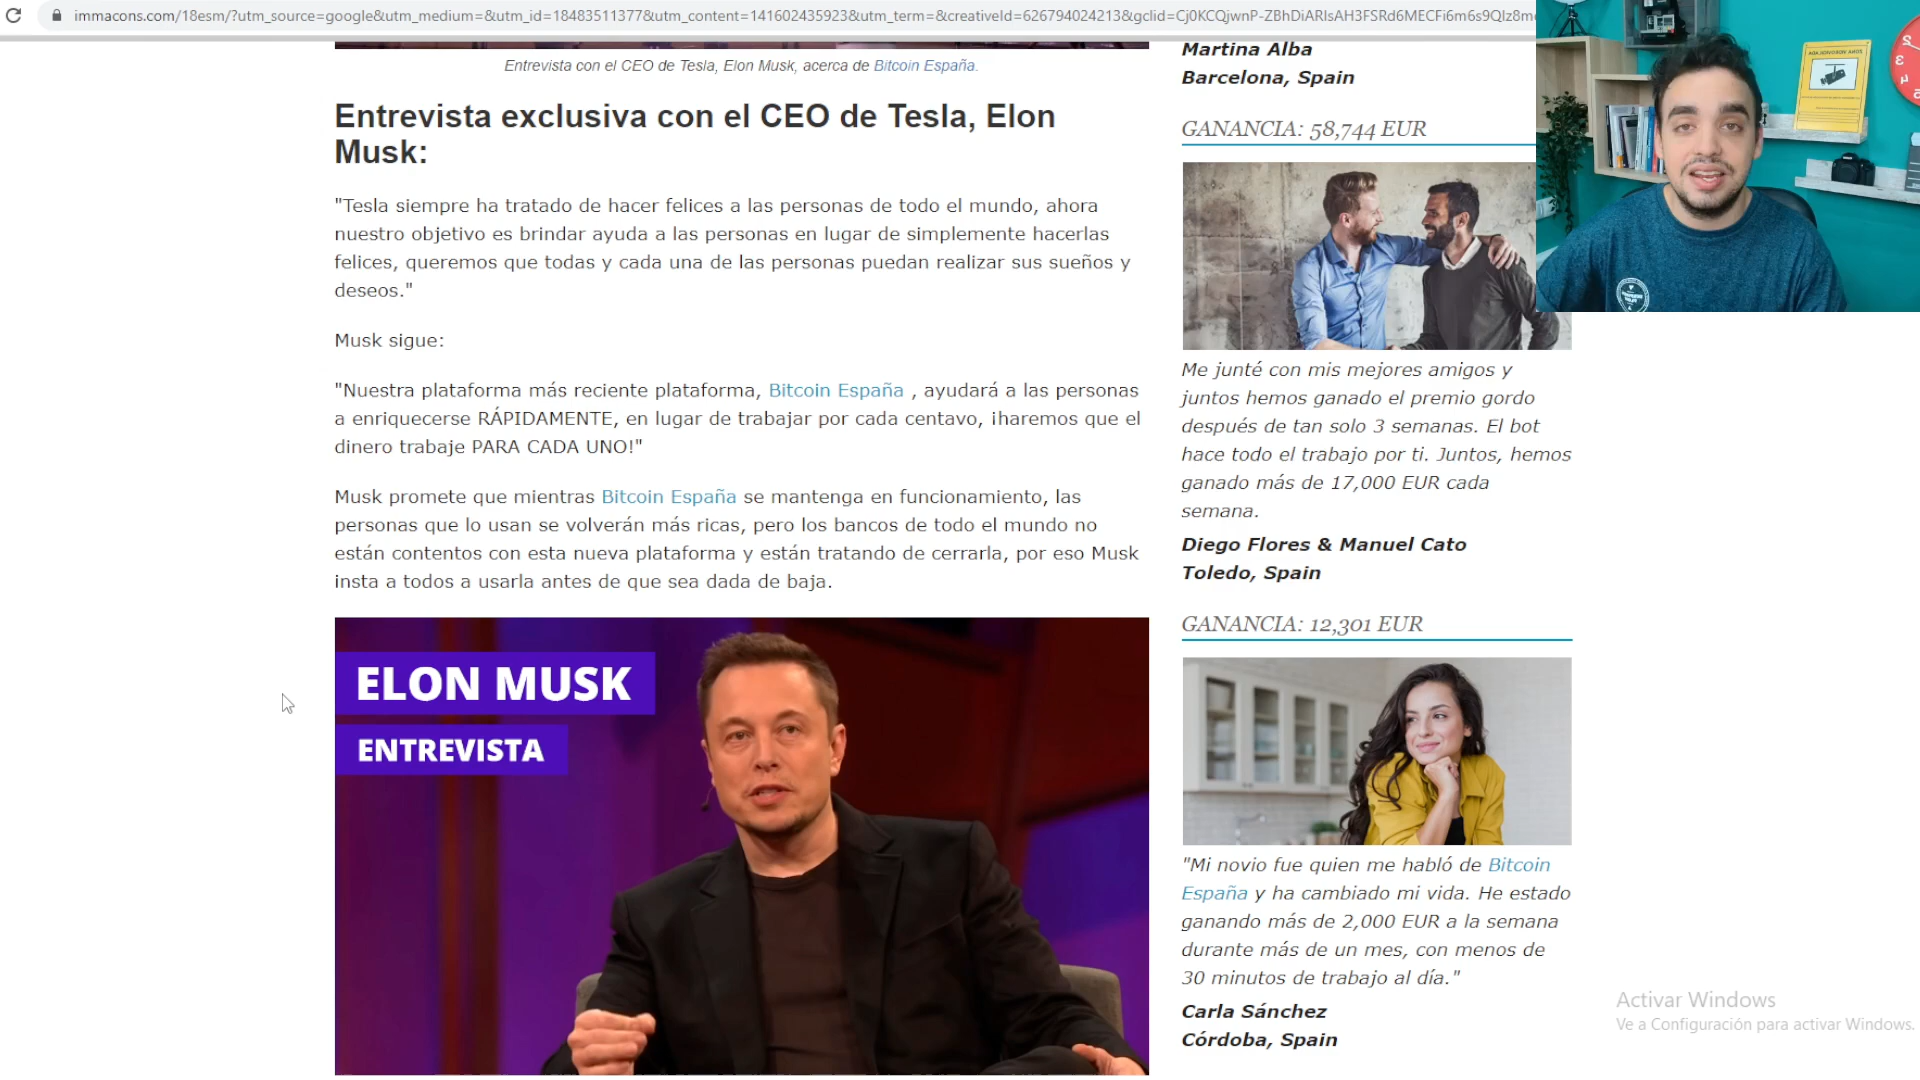 immacons.com/18esm/?utm_source=google&utm_medium=&utm_id=18483511377&utm_content=141602435923&utm_term=&creativeId=626794024213&gclid=
Entrevista con el CEO de Tesla, Elon Musk, acerca de Bitcoin España.
Entrevista exclusiva con el CEO de Tesla, Elon
Musk:
"Tesla siempre ha tratado de hacer felices a las personas de todo el mundo, ahora
nuestro objetivo es brindar ayuda a las personas en lugar de simplemente hacerlas
felices, queremos que todas y cada una de las personas puedan realizar sus sueños y
deseos."
Musk sigue:
"Nuestra plataforma más reciente plataforma, Bitcoin España , ayudará a las personas
a enriquecerse RÁPIDAMENTE, en lugar de trabajar por cada centavo, ¡haremos que el
dinero trabaje PARA CADA UNO!"
Musk promete que mientras Bitcoin España se mantenga en funcionamiento, las
personas que lo usan se volverán más ricas, pero los bancos de todo el mundo no
están contentos con esta nueva plataforma y están tratando de cerrarla, por eso Musk
insta a todos a usarla antes de que sea dada de baja.
ELON MUSK
ENTREVISTA
Martina Alba
Barcelona, Spain
GANANCIA: 58,744 EUR
Me junté con mis mejores amigos y
juntos hemos ganado el premio gordo
después de tan solo 3 semanas. El bot
hace todo el trabajo por ti. Juntos, hemos
ganado más de 17,000 EUR cada
semana.
Diego Flores & Manuel Cato
Toledo, Spain
GANANCIA: 12,301 EUR
"Mi novio fue quien me habló de Bitcoin
España y ha cambiado mi vida. He estado
ganando más de 2,000 EUR a la semana
durante más de un mes, con menos de
30 minutos de trabajo al día."
Carla Sánchez
Córdoba, Spain
Activar Windows
Ve a Configuración para activar Windows.